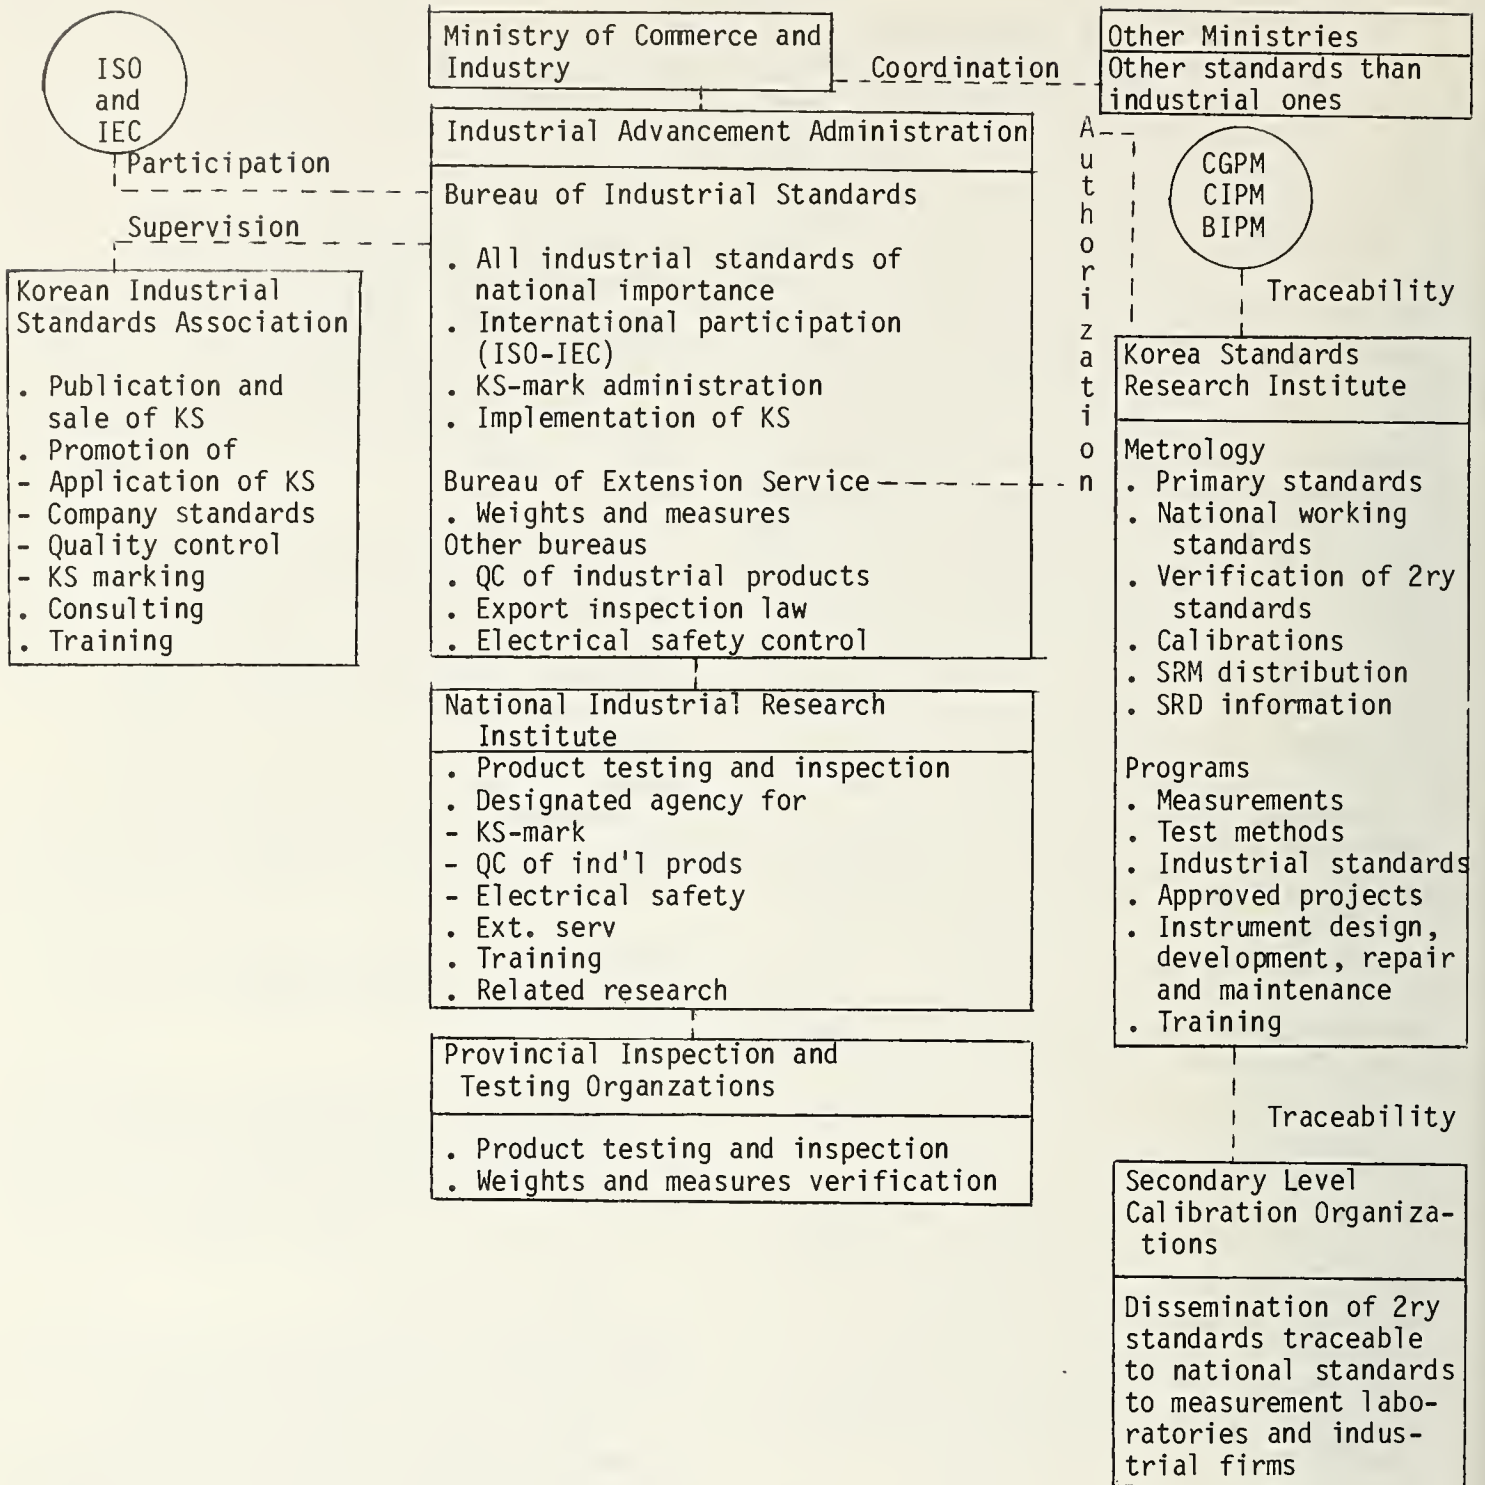 ISO
and
IEC
Participation
Supervision
Korean Industrial
Standards Association
. Publication and
sale of KS
. Promotion of
- Application of KS
- Company standards
- Quality control
- KS marking
. Consulting
. Training
Ministry of Commerce and
Industry
Coordination
Other Ministries
Other standards than
industrial ones
Industrial Advancement Administration
Bureau of Industrial Standards
. All industrial standards of
national importance
. International participation
(ISO-IEC)
. KS-mark administration
. Implementation of KS
Bureau of Extension Service
. Weights and measures
Other bureaus
. QC of industrial products
. Export inspection law
. Electrical safety control
Authorization
National Industrial Research
Institute
. Product testing and inspection
. Designated agency for
- KS-mark
- QC of ind'l prods
- Electrical safety
. Ext. serv
. Training
. Related research
Provincial Inspection and
Testing Organzations
. Product testing and inspection
. Weights and measures verification
CGPM
CIPM
BIPM
Traceability
Korea Standards
Research Institute
Metrology
. Primary standards
. National working
standards
. Verification of 2ry
standards
. Calibrations
. SRM distribution
. SRD information
Programs
. Measurements
. Test methods
. Industrial standards
. Approved projects
. Instrument design,
development, repair
and maintenance
. Training
Traceability
Secondary Level
Calibration Organiza-
tions
Dissemination of 2ry
standards traceable
to national standards
to measurement labo-
ratories and indus-
trial firms